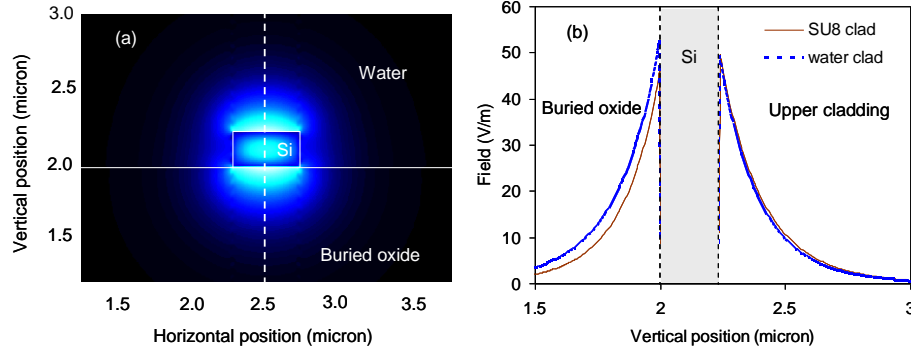 3.0
(a)
Water
2.5
Si
2.0
1.5
Buried oxide
1.5
2.0
2.5
3.0
3.5
Vertical position (micron)
Horizontal position (micron)
60
(b)
SU8 clad
water clad
50
Si
40
Buried oxide
Upper cladding
30
20
10
0
1.5
2
2.5
3
Field (V/m)
Vertical position (micron)